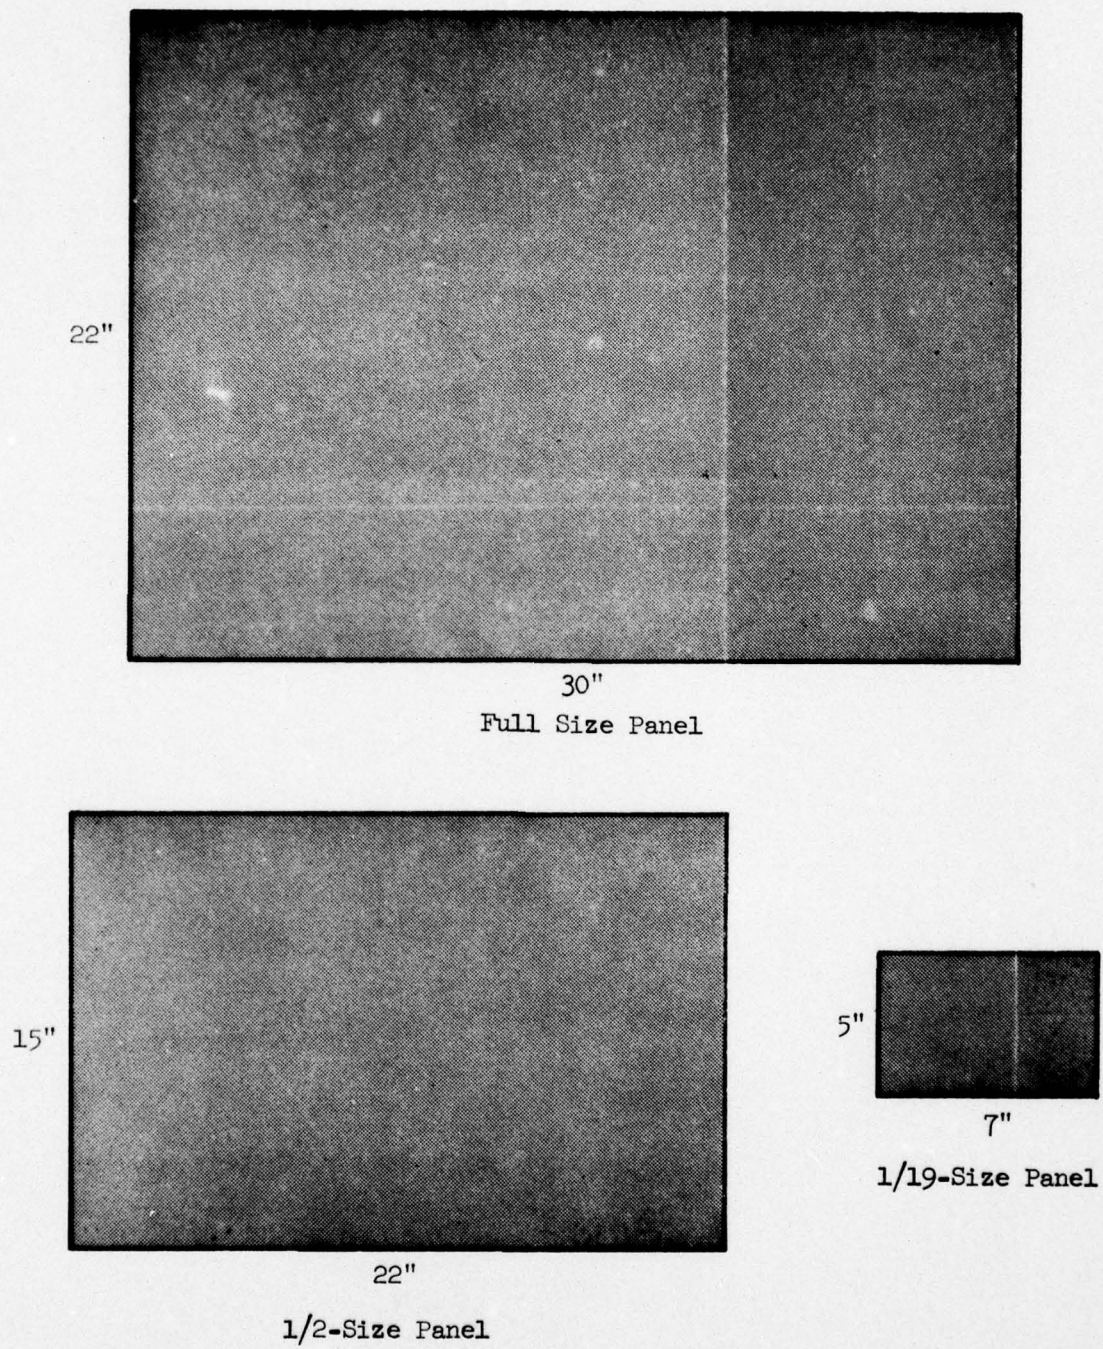 22"
30"
Full Size Panel
15"
22"
1/2-Size Panel
5"
7"
1/19-Size Panel